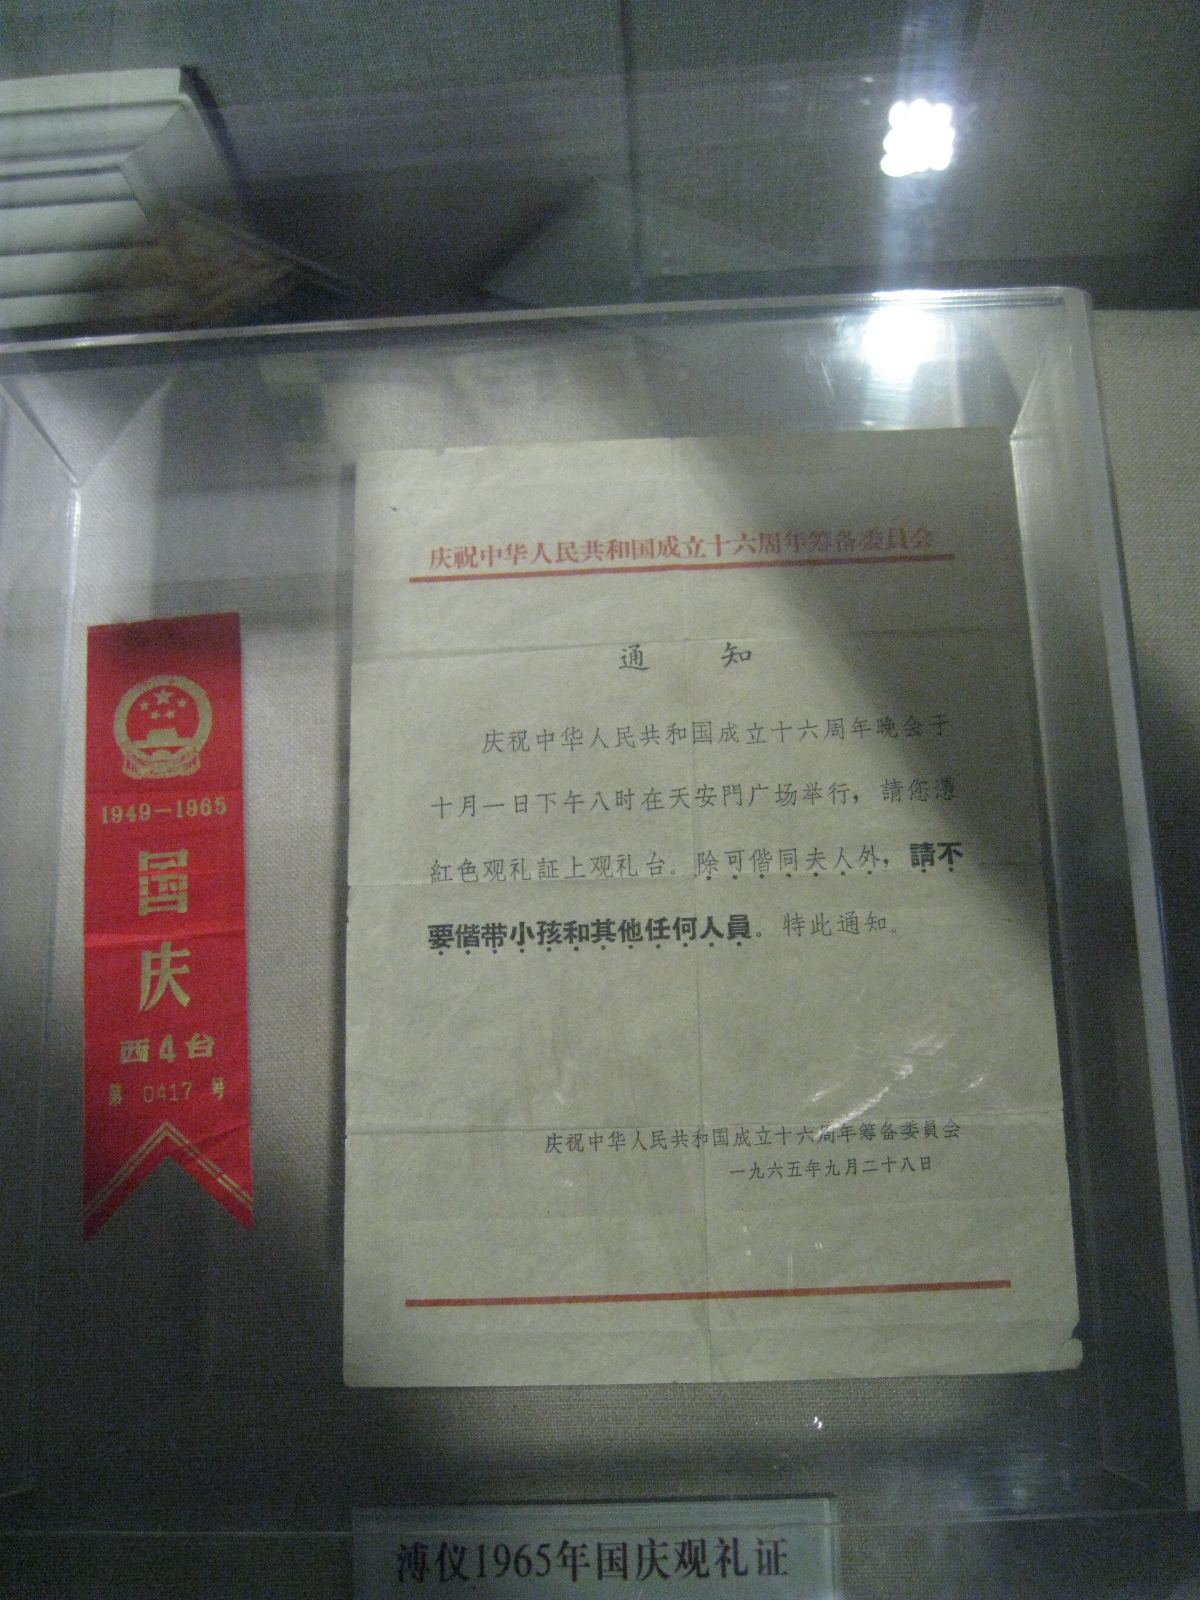 庆祝中华人民共和国成立十六周年筹备委員会
通 知
庆祝中华人民共和国成立十六周年晚会于
十月一日下午八时在天安門广场举行，請您憑
紅色观礼証上观礼台。除可偕同夫人外，請不
要偕带小孩和其他任何人員。特此通知。
庆祝中华人民共和国成立十六周年筹备委員会
一九六五年九月二十八日
1949-1965
国
庆
西4台
第 0417 号
溥仪1965年国庆观礼证